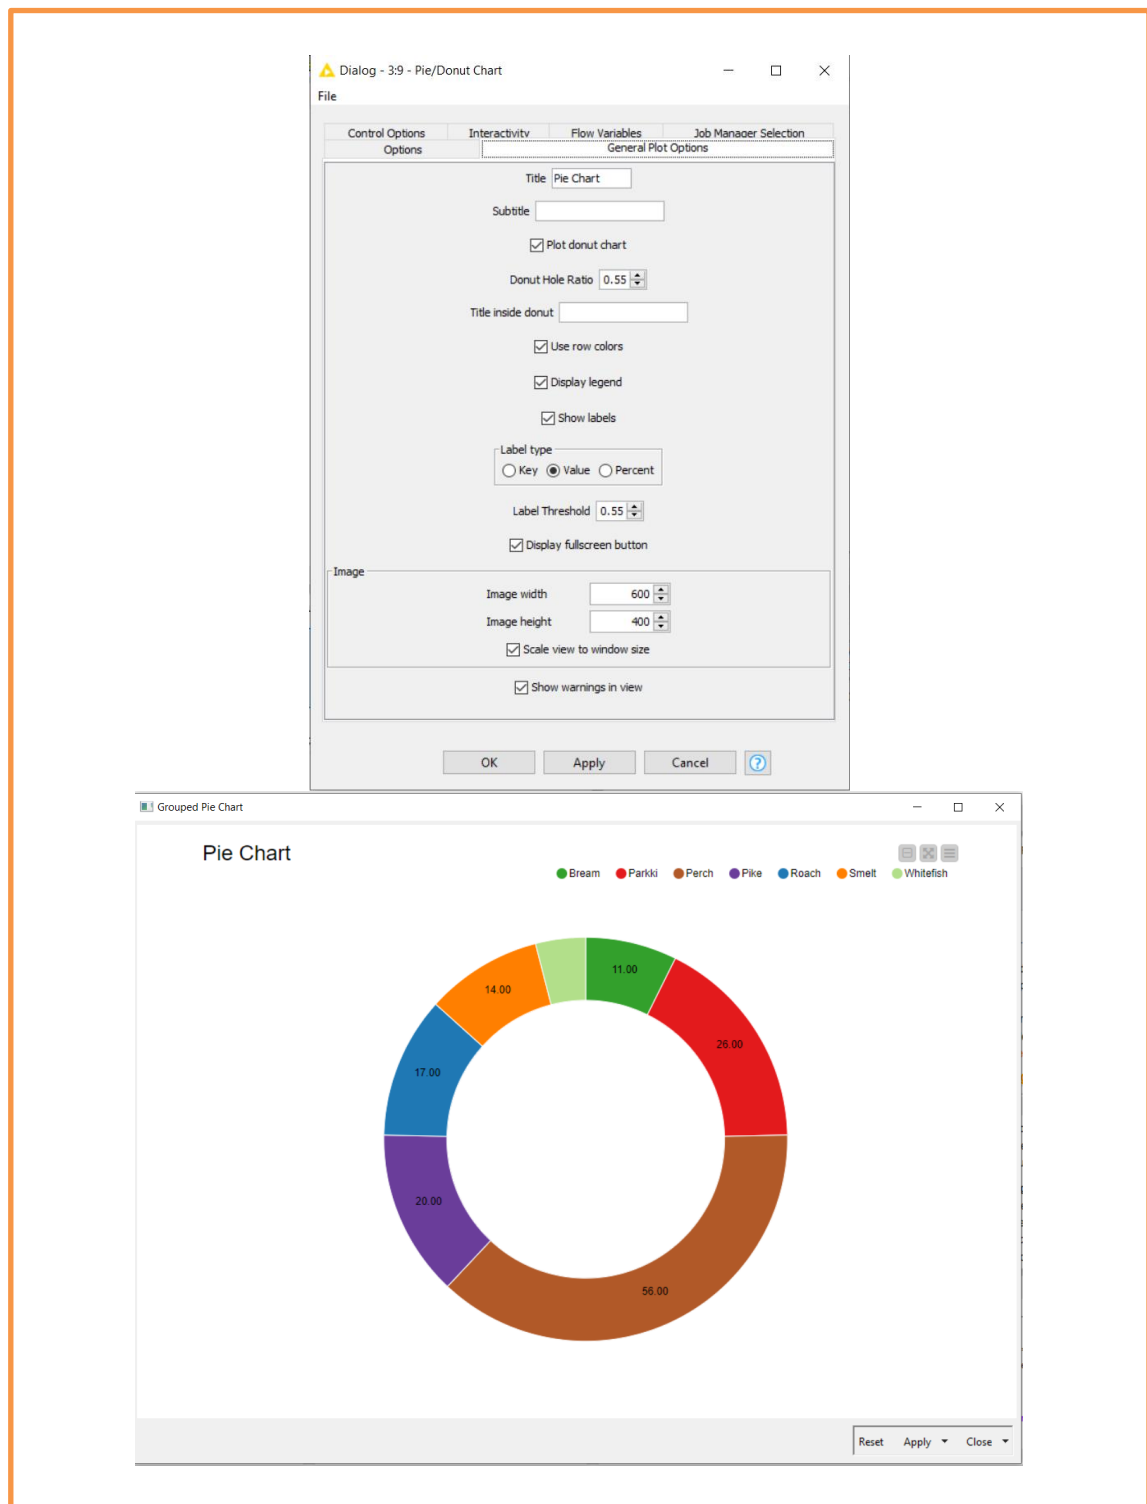 Dialog - 3:9 - Pie/Donut Chart
File
Control Options Interactivity Flow Variables Job Manager Selection
Options General Plot Options
Title Pie Chart
Subtitle
Plot donut chart
Donut Hole Ratio 0.55
Title inside donut
Use row colors
Display legend
Show labels
Label type
Key Value Percent
Label Threshold 0.55
Display fullscreen button
Image
Image width 600
Image height 400
Scale view to window size
Show warnings in view
OK Apply Cancel ?
Grouped Pie Chart
Pie Chart
Bream Parkki Perch Pike Roach Smelt Whitefish
11.00
14.00
26.00
17.00
20.00
56.00
Reset Apply Close